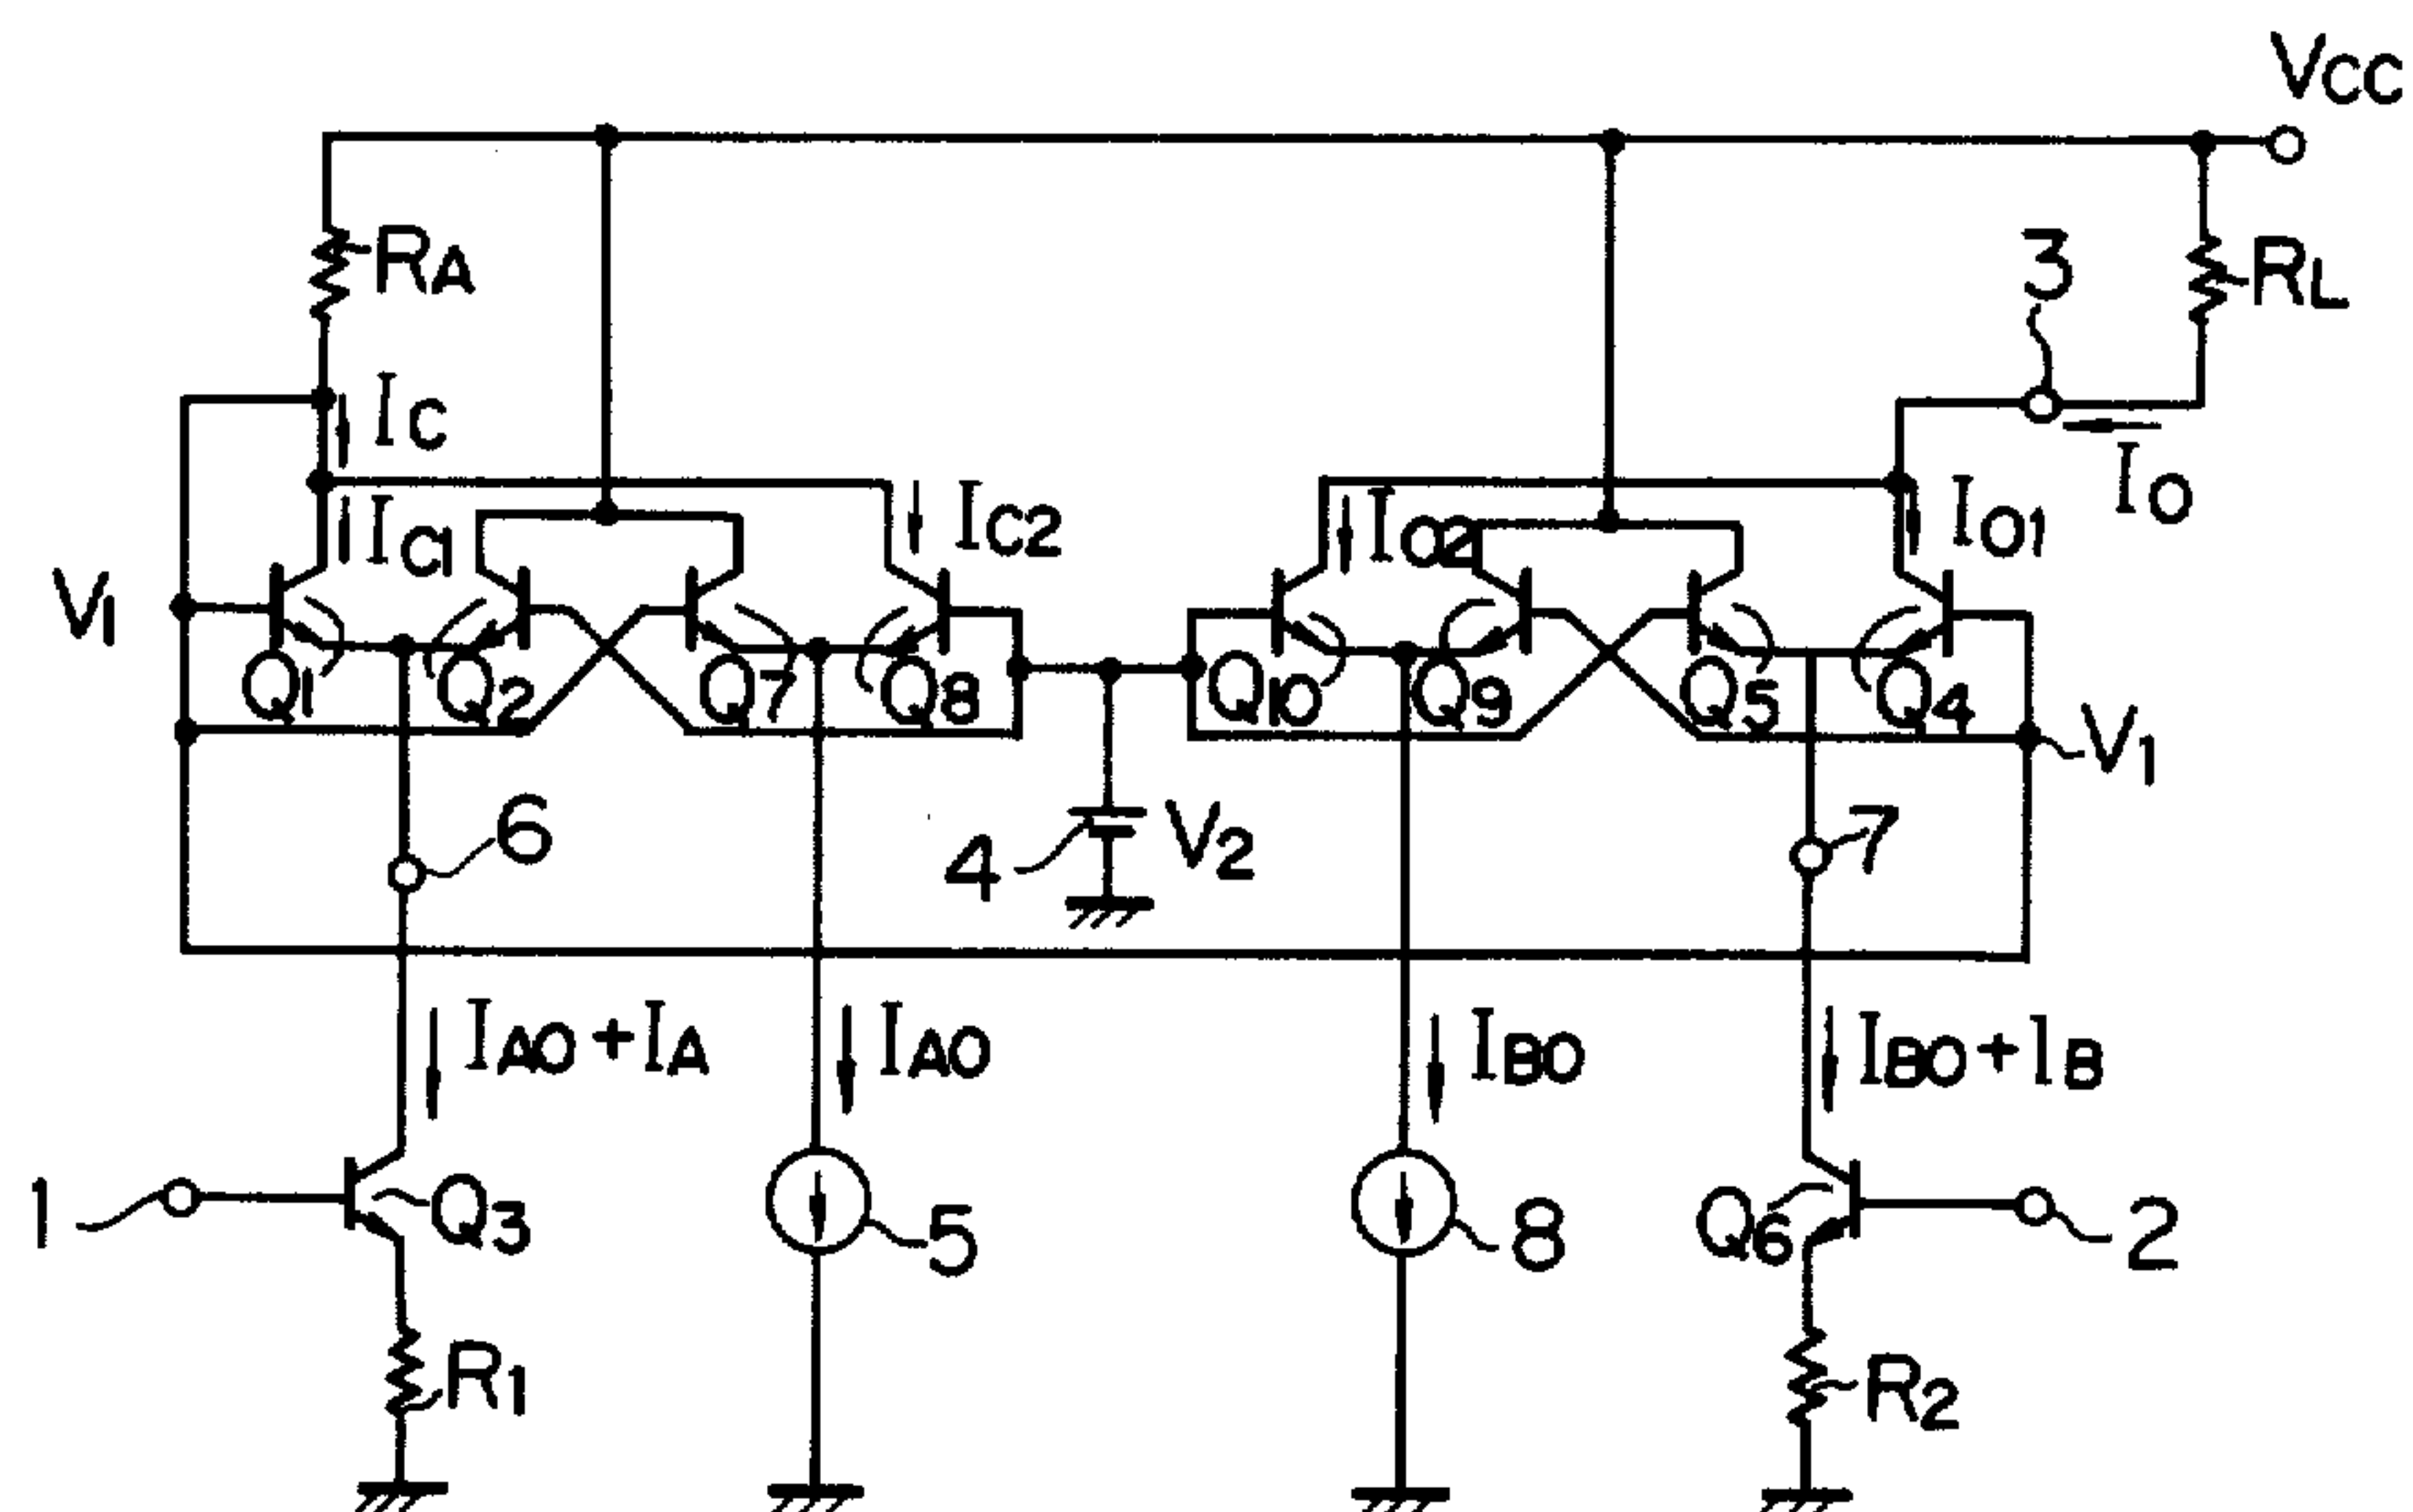 VCC
RA
3
RL
IC
IO
IC1
IC2
IO2
IO1
V1
Q1
Q2
Q7
Q8
Q10
Q9
Q5
Q4
V1
6
4
V2
7
IAO+IA
IAO
IBO
IBO+IB
1
Q3
5
8
Q6
2
R1
R2